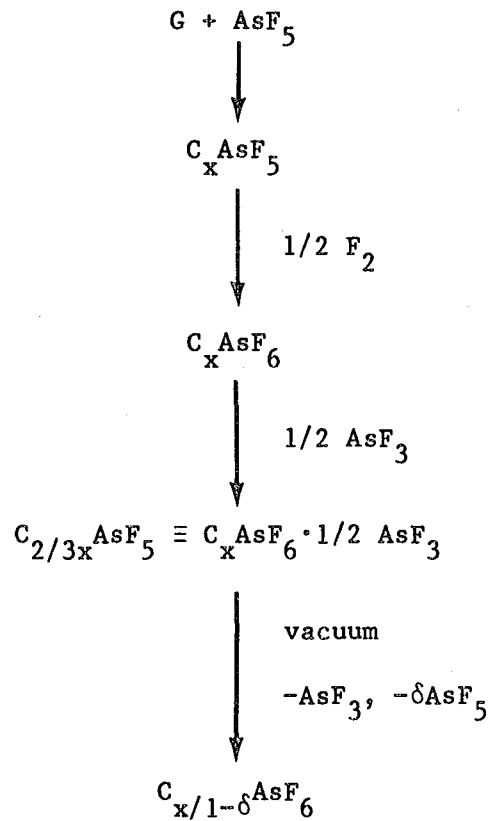 G + AsF₅
CₓAsF₅
1/2 F₂
CₓAsF₆
1/2 AsF₃
C₂/₃ₓAsF₅ ≡ CₓAsF₆·1/2 AsF₃
vacuum
-AsF₃, -δAsF₅
Cₓ/₁₋δAsF₆